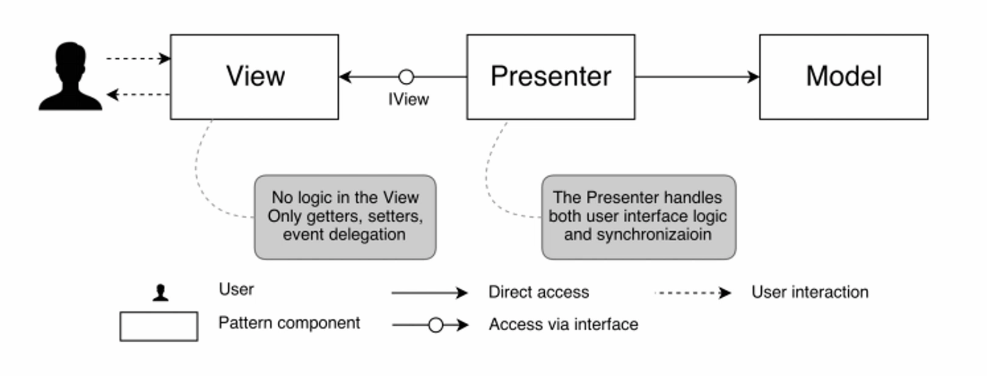 View
IView
Presenter
Model
No logic in the View
Only getters, setters,
event delegation
The Presenter handles
both user interface logic
and synchronizaioin
User
Direct access
User interaction
Pattern component
Access via interface